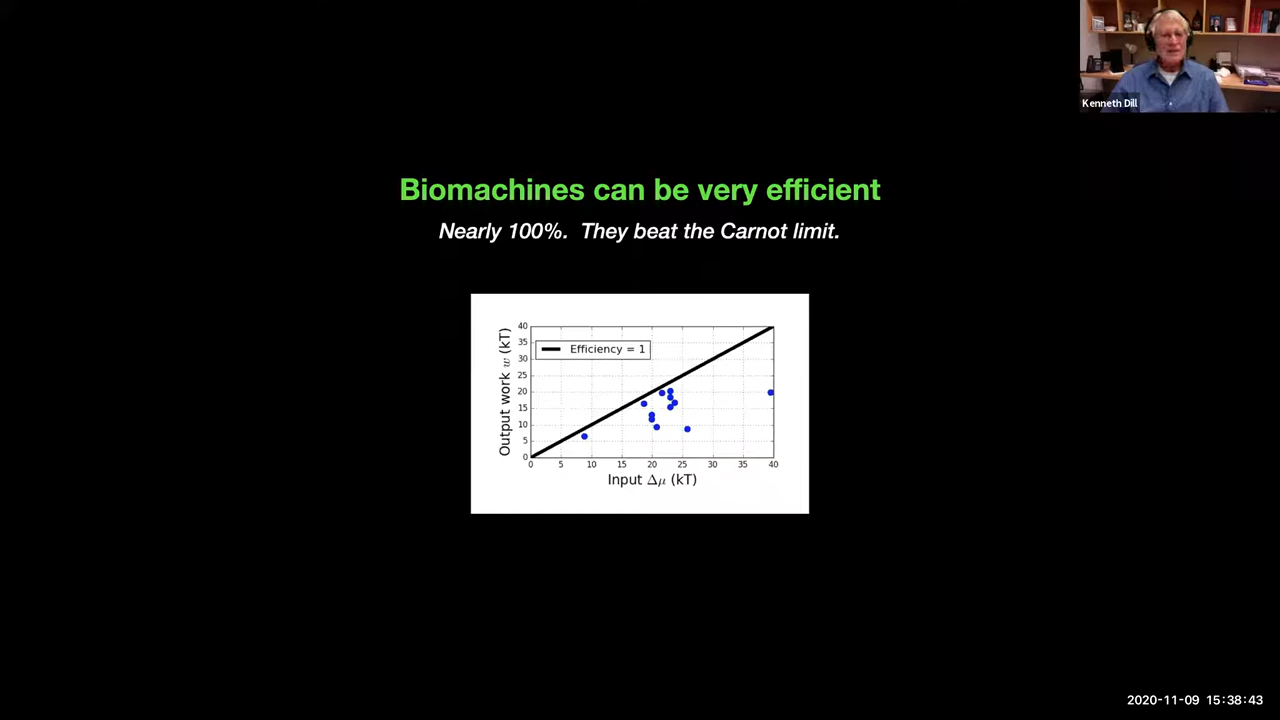 Kenneth Dill
Biomachines can be very efficient
Nearly 100%. They beat the Carnot limit.
40
35
30
25
20
15
10
5
0
Output work w (kT)
Efficiency = 1
0 5 10 15 20 25 30 35 40
Input Δμ (kT)
2020-11-09 15:38:43